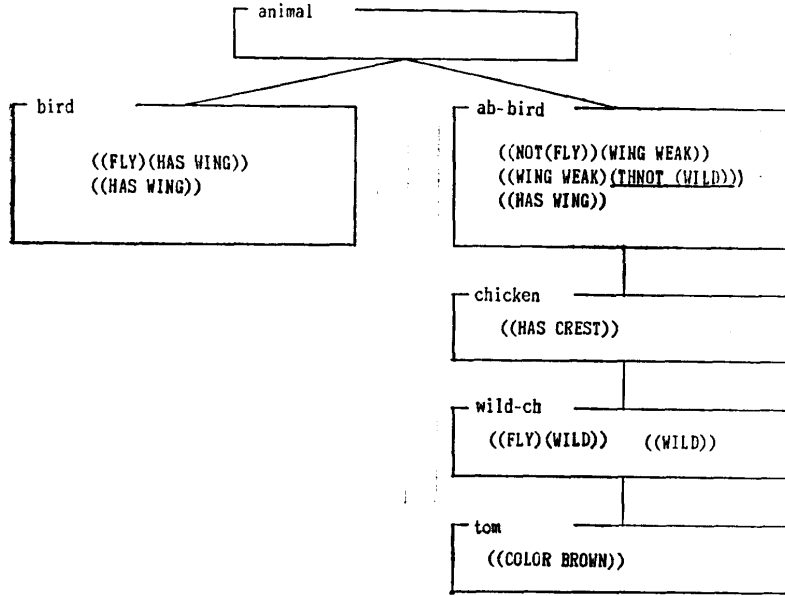 animal
bird
((FLY)(HAS WING))
((HAS WING))
ab-bird
((NOT(FLY))(WING WEAK))
((WING WEAK)(THNOT (WILD)))
((HAS WING))
chicken
((HAS CREST))
wild-ch
((FLY)(WILD)) ((WILD))
tom
((COLOR BROWN))